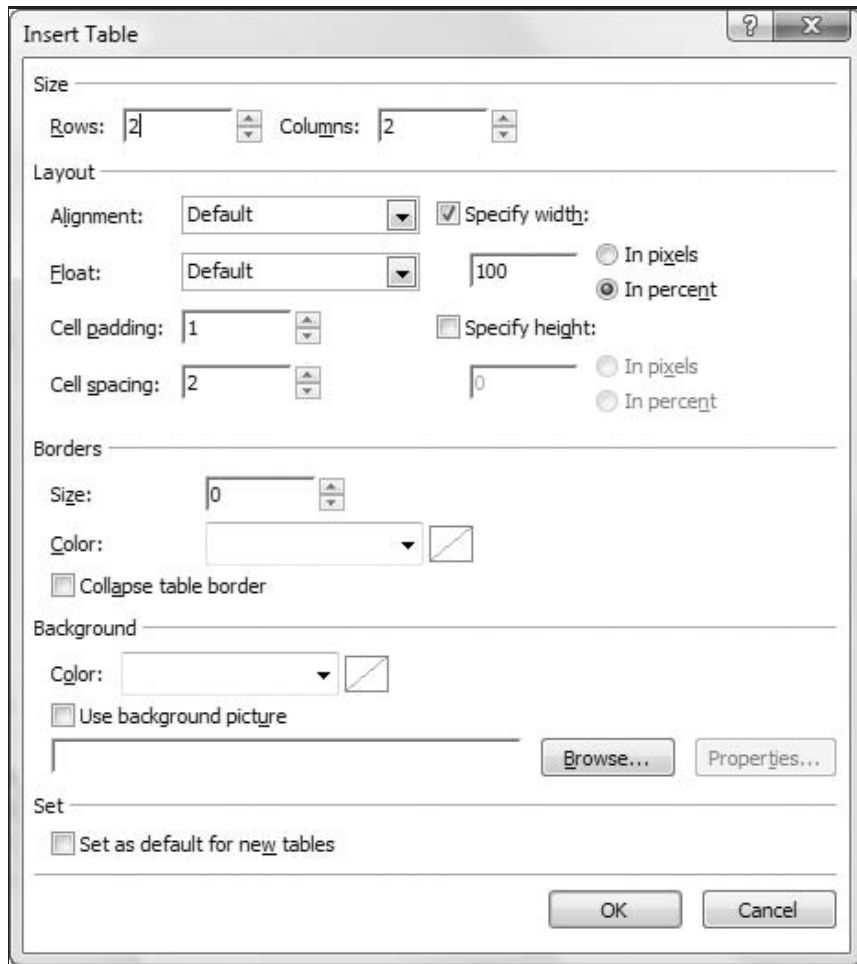 Insert Table
?
X
Size
Rows: 2 Columns: 2
Layout
Alignment: Default Specify width:
Float: Default 100 In pixels
In percent
Cell padding: 1 Specify height:
Cell spacing: 2 0 In pixels
In percent
Borders
Size: 0
Color:
Collapse table border
Background
Color:
Use background picture
Browse... Properties...
Set
Set as default for new tables
OK Cancel